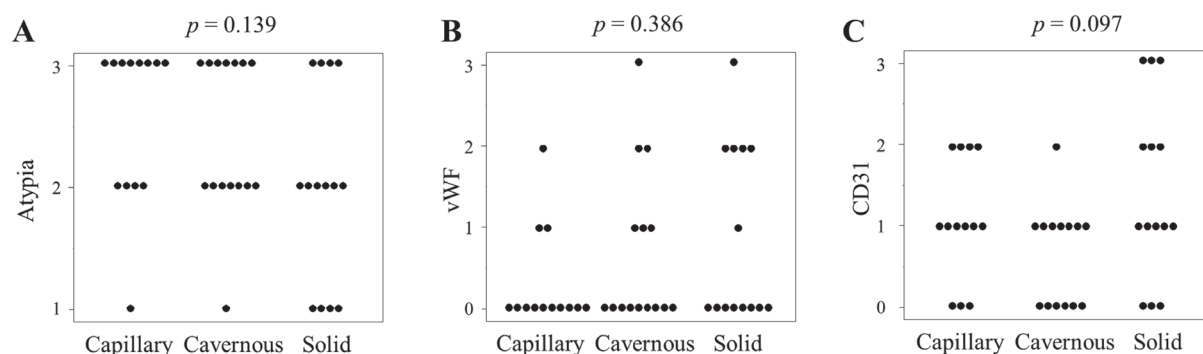 A
p = 0.139
Atypia
3
2
1
Capillary Cavernous Solid
B
p = 0.386
vWF
3
2
1
0
Capillary Cavernous Solid
C
p = 0.097
CD31
3
2
1
0
Capillary Cavernous Solid